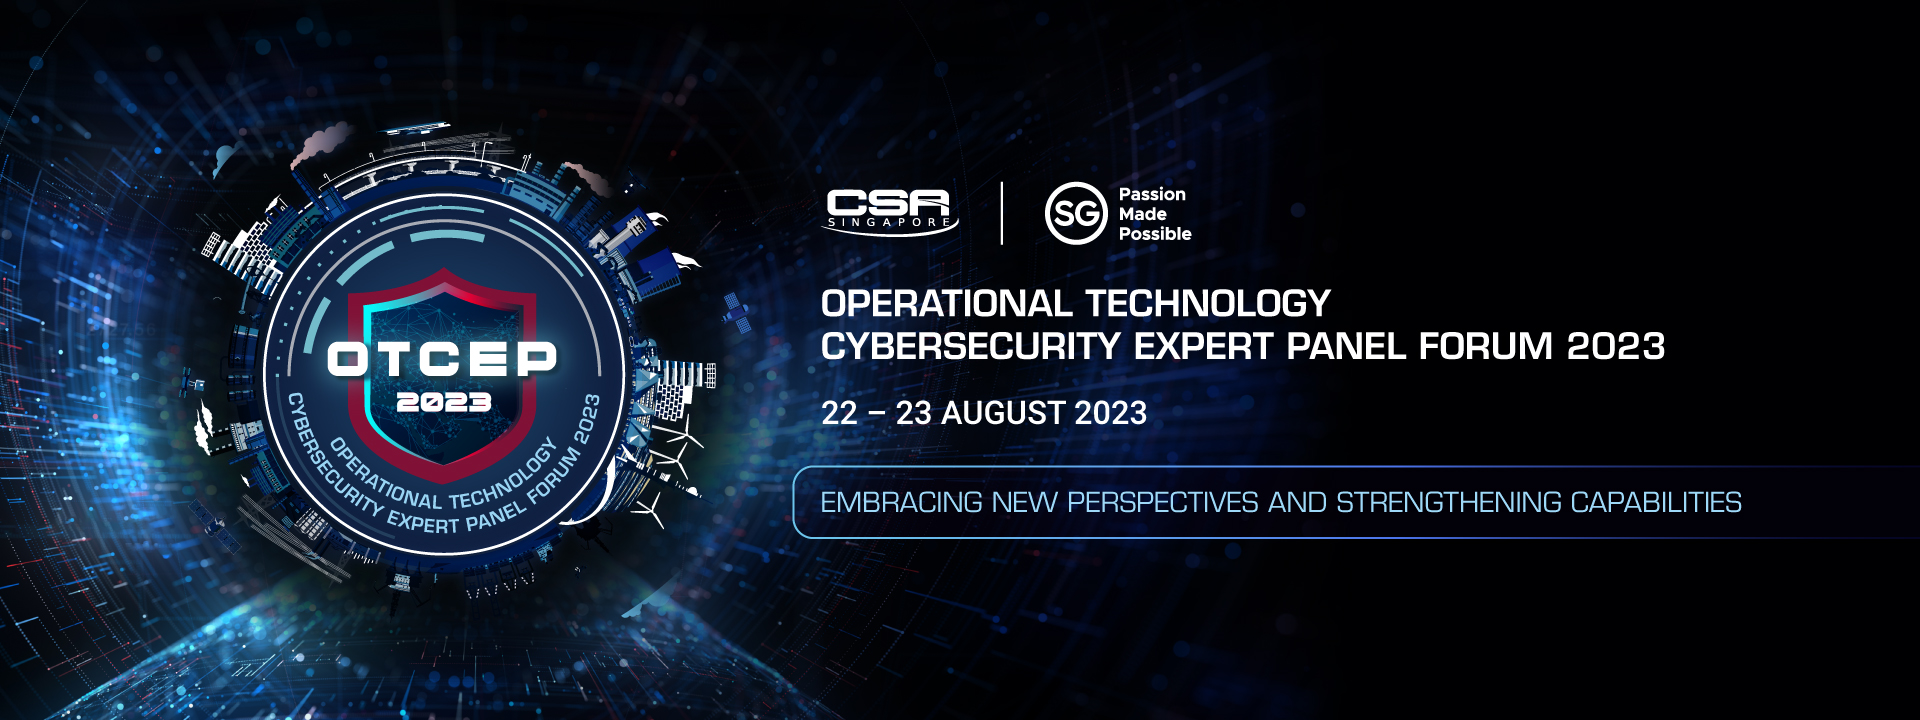 OTCEP
2023
OPERATIONAL TECHNOLOGY
CYBERSECURITY EXPERT PANEL FORUM 2023
CSA
SINGAPORE
SG
Passion
Made
Possible
OPERATIONAL TECHNOLOGY
CYBERSECURITY EXPERT PANEL FORUM 2023
22 – 23 AUGUST 2023
EMBRACING NEW PERSPECTIVES AND STRENGTHENING CAPABILITIES